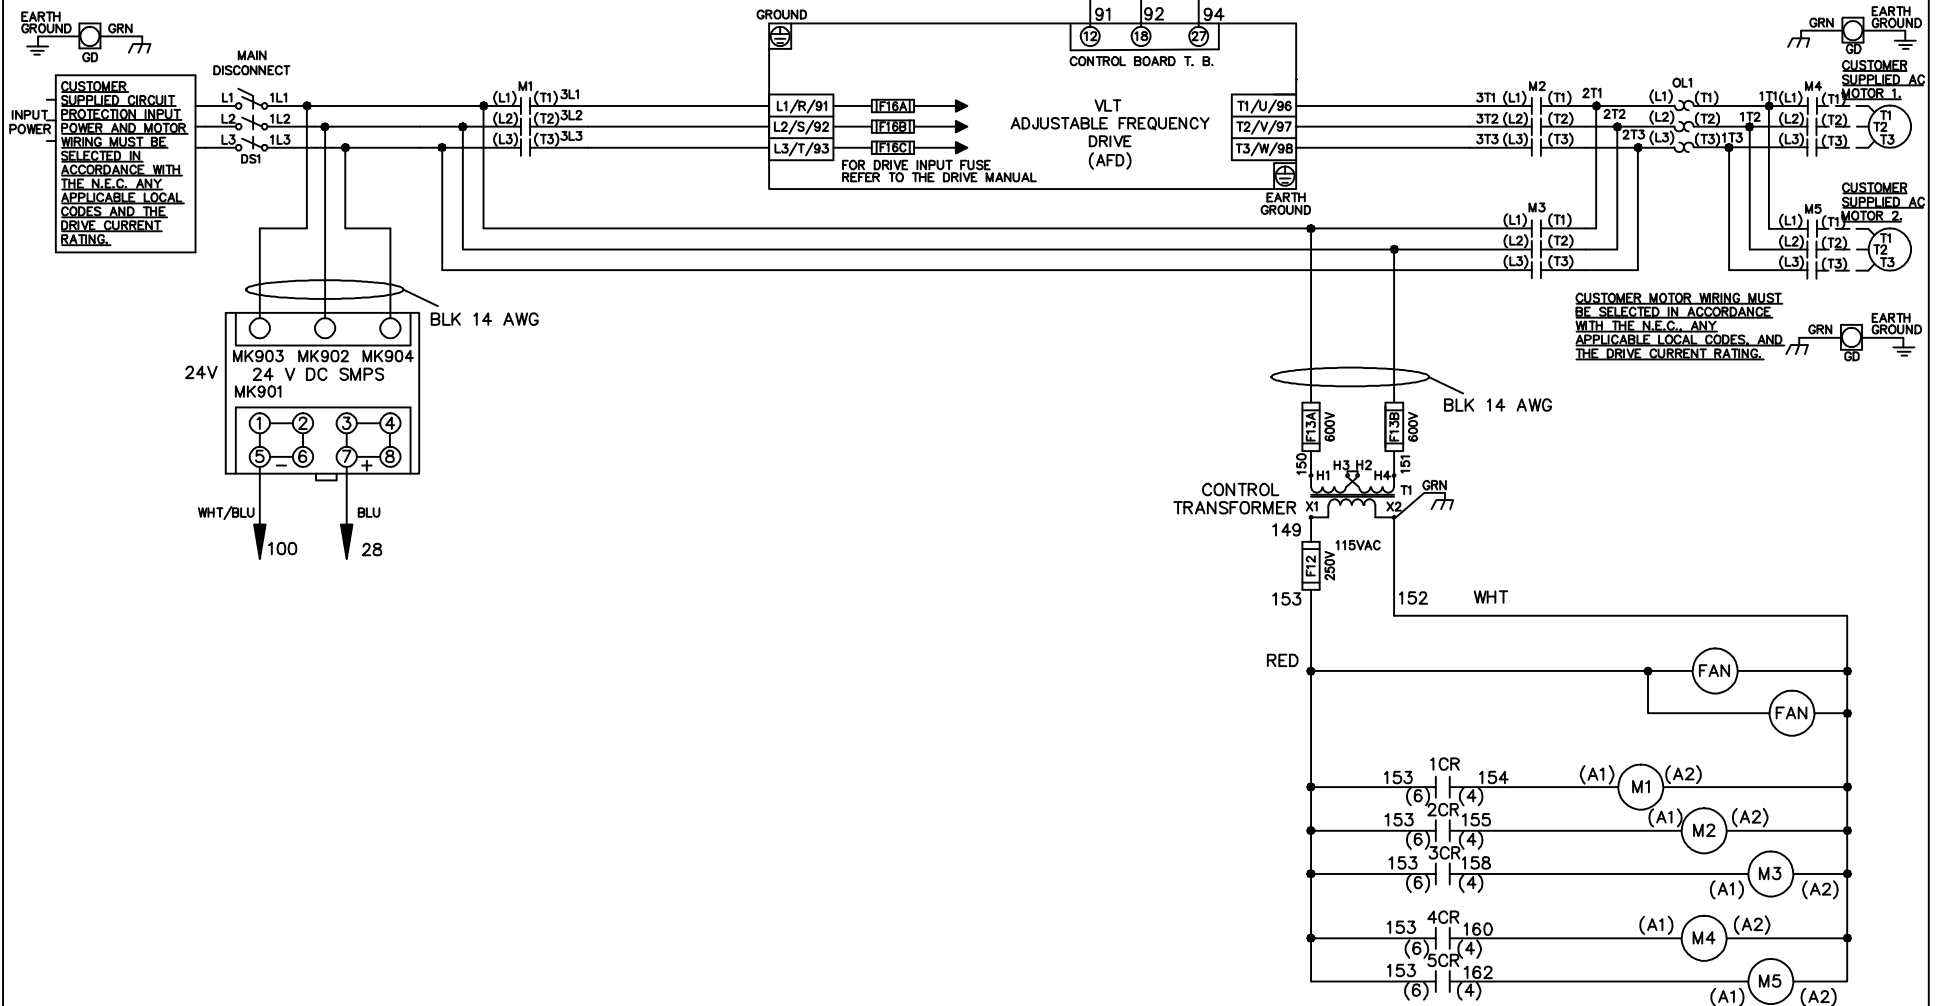 EARTH
GROUND
GRN
GD
MAIN
DISCONNECT
INPUT
POWER
CUSTOMER
SUPPLIED CIRCUIT
PROTECTION INPUT
POWER AND MOTOR
WIRING MUST BE
SELECTED IN
ACCORDANCE WITH
THE N.E.C. ANY
APPLICABLE LOCAL
CODES AND THE
DRIVE CURRENT
RATING.
L1 1L1
L2 1L2
L3 1L3
DS1
M1
(L1) (T1) 3L1
(L2) (T2) 3L2
(L3) (T3) 3L3
GROUND
91 92 94
12 18 27
CONTROL BOARD T. B.
L1/R/91 F16A
L2/S/92 F16B
L3/T/93 F16C
FOR DRIVE INPUT FUSE
REFER TO THE DRIVE MANUAL
VLT
ADJUSTABLE FREQUENCY
DRIVE
(AFD)
T1/U/96
T2/V/97
T3/W/98
EARTH
GROUND
M2
3T1 (L1) (T1) 2T1
3T2 (L2) (T2) 2T2
3T3 (L3) (T3) 2T3
OL1
(L1) (T1) 1T1
(L2) (T2) 1T2
(L3) (T3) 1T3
M4
(L1) (T1)
(L2) (T2)
(L3) (T3)
GRN
EARTH
GROUND
GD
CUSTOMER
SUPPLIED AC
MOTOR 1.
T1
T2
T3
M3
(L1) (T1)
(L2) (T2)
(L3) (T3)
M5
(L1) (T1)
(L2) (T2)
(L3) (T3)
CUSTOMER
SUPPLIED AC
MOTOR 2.
T1
T2
T3
CUSTOMER MOTOR WIRING MUST
BE SELECTED IN ACCORDANCE
WITH THE N.E.C., ANY
APPLICABLE LOCAL CODES, AND
THE DRIVE CURRENT RATING.
GRN
EARTH
GROUND
GD
BLK 14 AWG
MK903 MK902 MK904
24V
24 V DC SMPS
MK901
1 2 3 4
5 - 6 7 + 8
WHT/BLU BLU
100 28
BLK 14 AWG
F13A 600V
F13B 600V
150 151
H1 H3 H2 H4
CONTROL
TRANSFORMER
T1
GRN
X1 X2
149
115VAC
F12 250V
153
152 WHT
RED
FAN
FAN
1CR
153 154 (A1) M1 (A2)
(6) (4)
2CR
153 155 (A1) M2 (A2)
(6) (4)
3CR
153 158 M3
(6) (4) (A1) (A2)
4CR
153 160 (A1) M4 (A2)
(6) (4)
5CR
153 162 M5
(6) (4) (A1) (A2)